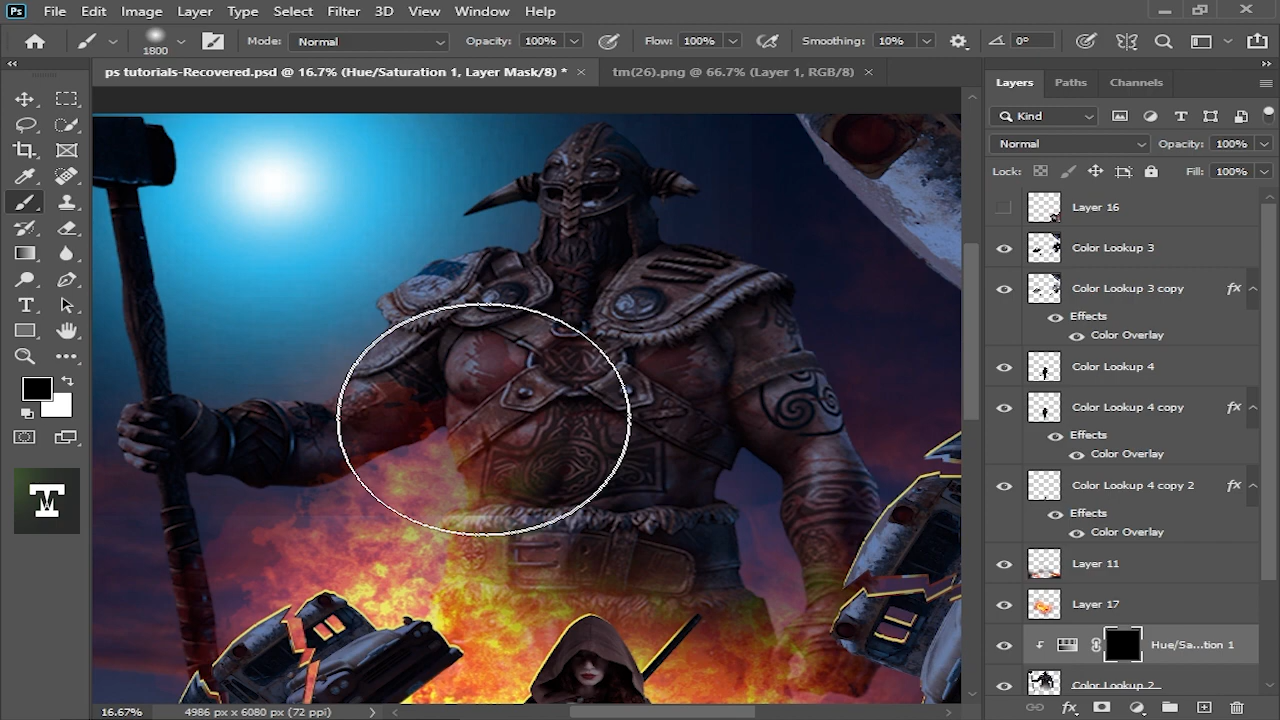 Ps File Edit Image Layer Type Select Filter 3D View Window Help
1800 Mode: Normal Opacity: 100% Flow: 100% Smoothing: 10% 0°
ps tutorials-Recovered.psd @ 16.7% (Hue/Saturation 1, Layer Mask/8) * × tm(26).png @ 66.7% (Layer 1, RGB/8) ×
Layers Paths Channels
Kind
Normal Opacity: 100%
Lock: Fill: 100%
Layer 16
Color Lookup 3
Color Lookup 3 copy fx
Effects
Color Overlay
Color Lookup 4
Color Lookup 4 copy fx
Effects
Color Overlay
Color Lookup 4 copy 2 fx
Effects
Color Overlay
Layer 11
Layer 17
Hue/Sa...tion 1
Color Lookup 2
TM
16.67% 4986 px x 6080 px (72 ppi)
fx